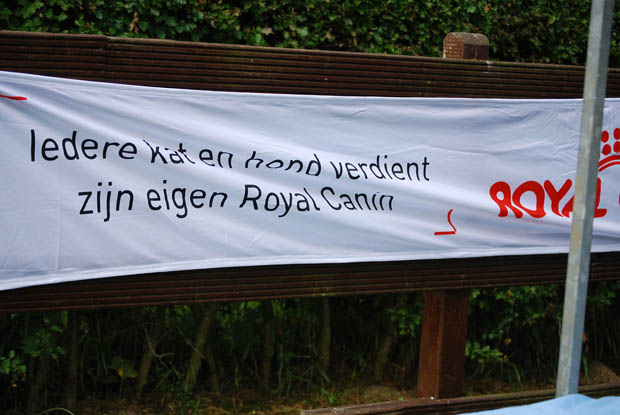 Iedere kat en hond verdient
zijn eigen Royal Canin
ROYAL